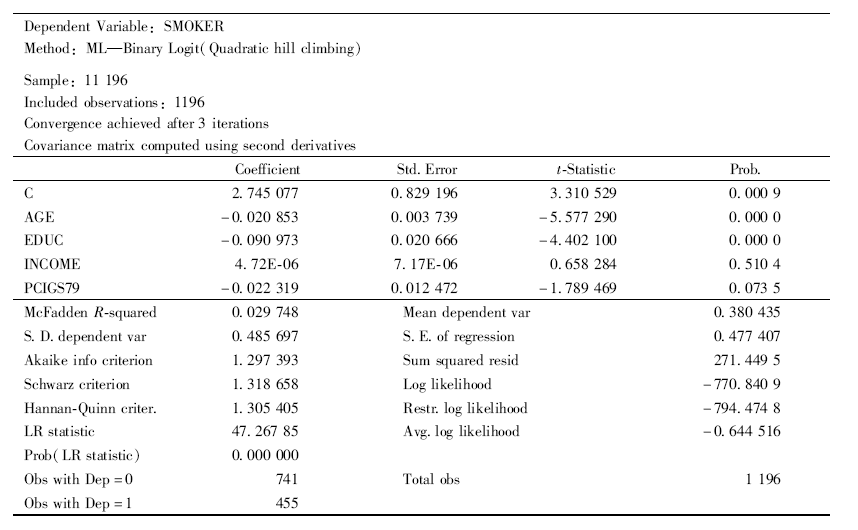 Dependent Variable: SMOKER
Method: ML—Binary Logit( Quadratic hill climbing)
Sample: 11 196
Included observations: 1196
Convergence achieved after 3 iterations
Covariance matrix computed using second derivatives
Coefficient Std. Error t-Statistic Prob.
C 2. 745 077 0. 829 196 3. 310 529 0. 000 9
AGE −0. 020 853 0. 003 739 −5. 577 290 0. 000 0
EDUC −0. 090 973 0. 020 666 −4. 402 100 0. 000 0
INCOME 4. 72E-06 7. 17E-06 0. 658 284 0. 510 4
PCIGS79 −0. 022 319 0. 012 472 −1. 789 469 0. 073 5
McFadden R-squared 0. 029 748 Mean dependent var 0. 380 435
S. D. dependent var 0. 485 697 S. E. of regression 0. 477 407
Akaike info criterion 1. 297 393 Sum squared resid 271. 449 5
Schwarz criterion 1. 318 658 Log likelihood −770. 840 9
Hannan-Quinn criter. 1. 305 405 Restr. log likelihood −794. 474 8
LR statistic 47. 267 85 Avg. log likelihood −0. 644 516
Prob( LR statistic) 0. 000 000
Obs with Dep =0 741 Total obs 1 196
Obs with Dep =1 455